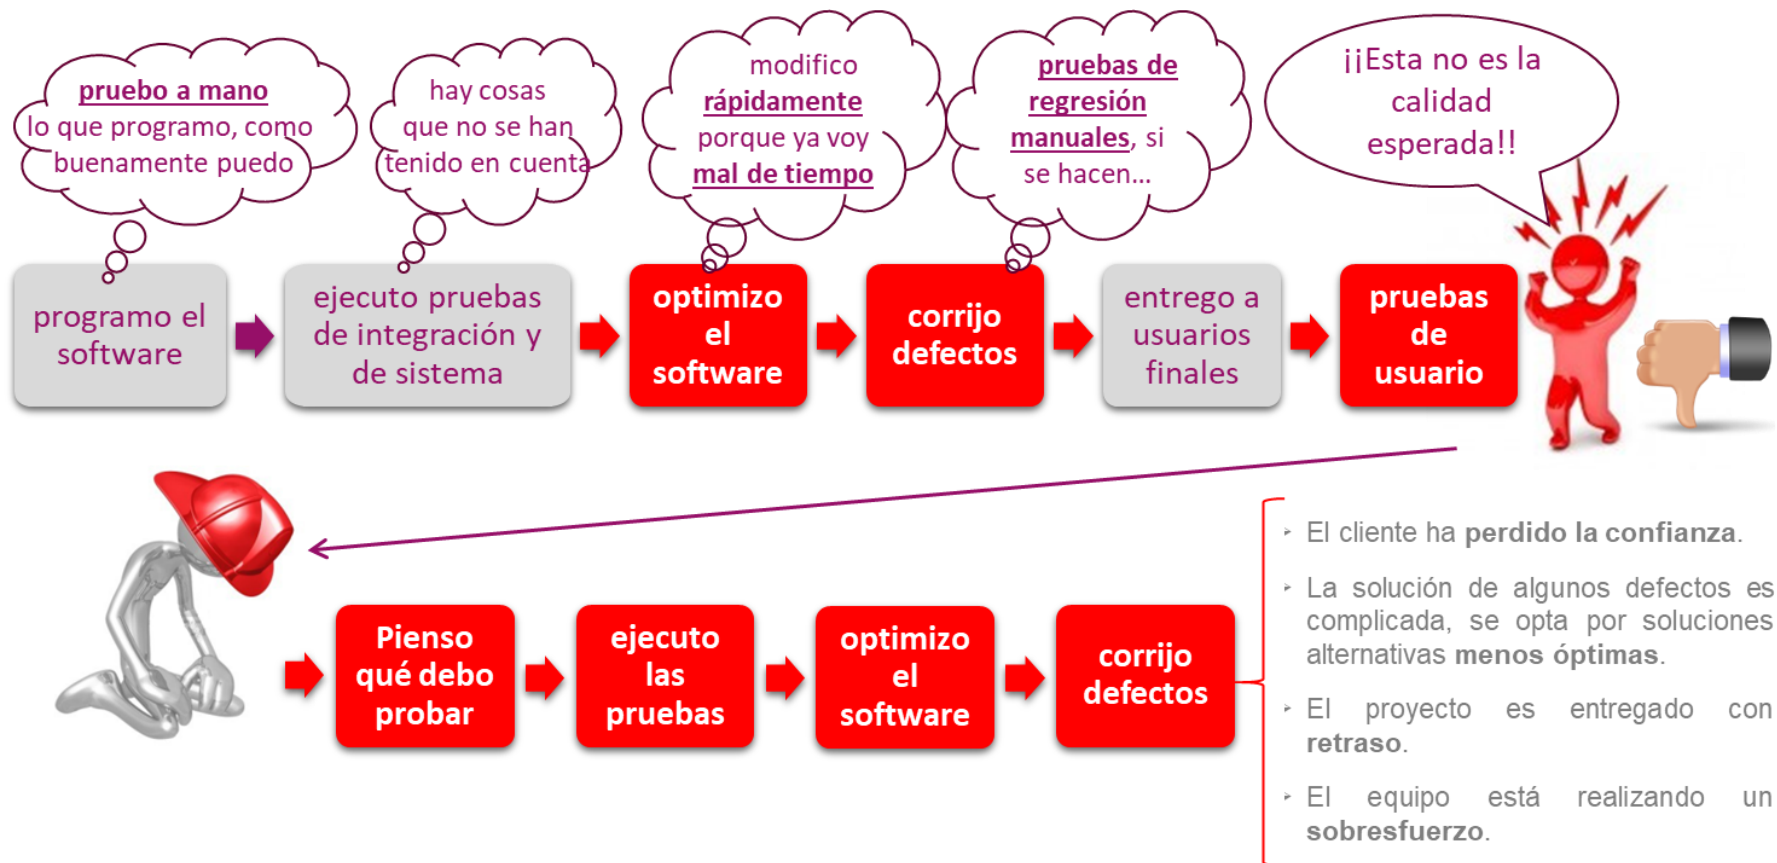 pruebo a mano
lo que programo, como
buenamente puedo
hay cosas
que no se han
tenido en cuenta
modifico
rápidamente
porque ya voy
mal de tiempo
pruebas de
regresión
manuales, si
se hacen...
¡¡Esta no es la
calidad
esperada!!
programo el
software
ejecuto pruebas
de integración y
de sistema
optimizo
el
software
corrijo
defectos
entrego a
usuarios
finales
pruebas
de
usuario
Pienso
qué debo
probar
ejecuto
las
pruebas
optimizo
el
software
corrijo
defectos
El cliente ha perdido la confianza.
La solución de algunos defectos es
complicada, se opta por soluciones
alternativas menos óptimas.
El proyecto es entregado con
retraso.
El equipo está realizando un
sobresfuerzo.